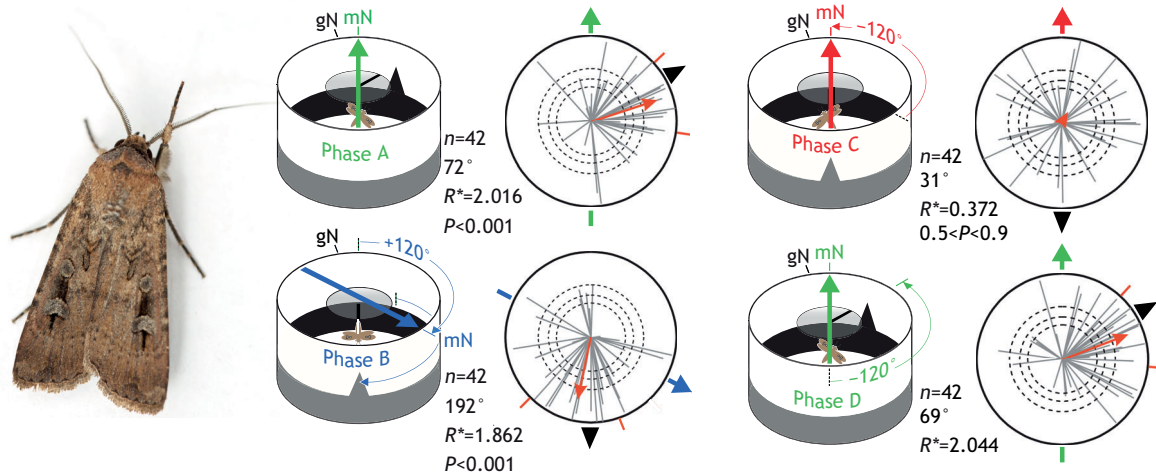 gN mN
Phase A
n=42
72°
R*=2.016
P<0.001
gN
+120°
mN
Phase B
n=42
192°
R*=1.862
P<0.001
gN mN
−120°
Phase C
n=42
31°
R*=0.372
0.5<P<0.9
gN mN
−120°
Phase D
n=42
69°
R*=2.044